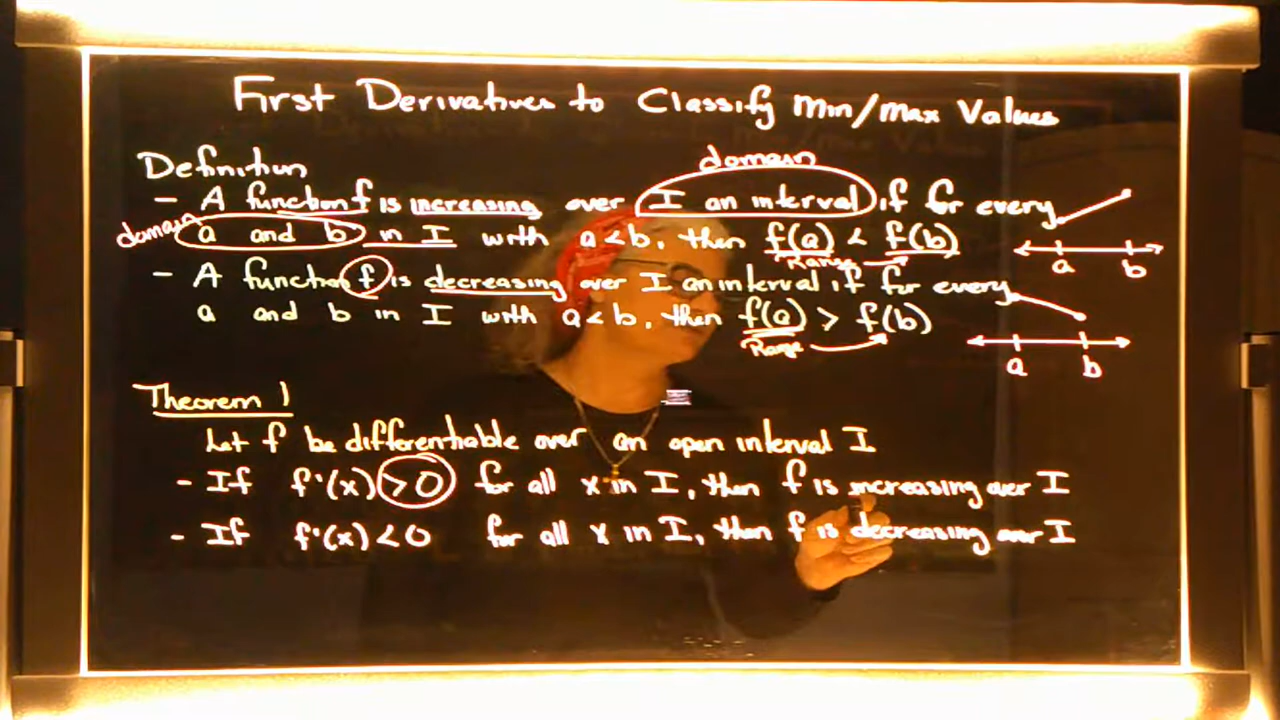 First Derivatives to Classify Min/Max Values
Definition
domain
- A function f is increasing over I an interval if for every
domain a and b in I with a<b, then f(a) < f(b)
Range
a b
- A function f is decreasing over I an interval if for every
a and b in I with a<b, then f(a) > f(b)
Range
a b
Theorem 1
Let f be differentiable over an open interval I
- If f'(x) >0 for all x in I, then f is increasing over I
- If f'(x) <0 for all x in I, then f is decreasing over I